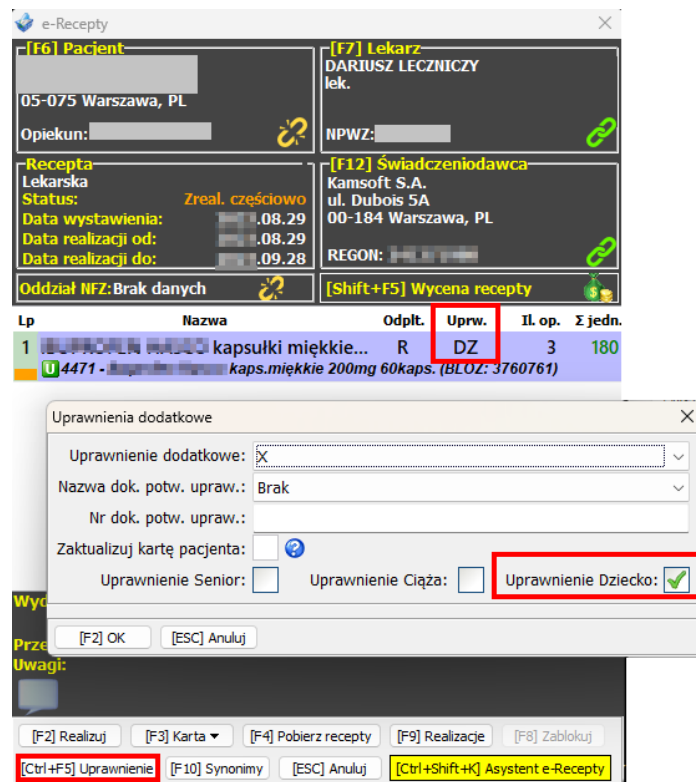 e-Recepty
[F6] Pacjent
05-075 Warszawa, PL
Opiekun:
[F7] Lekarz
DARIUSZ LECZNICZY
lek.
NPWZ:
Recepta
Lekarska
Status: Zreal. częściowo
Data wystawienia: .08.29
Data realizacji od: .08.29
Data realizacji do: .09.28
[F12] Świadczeniodawca
Kamsoft S.A.
ul. Dubois 5A
00-184 Warszawa, PL
REGON:
Oddział NFZ:Brak danych
[Shift+F5] Wycena recepty
Lp Nazwa Odpłt. Uprw. Il. op. Σ jedn.
1 kapsułki miękkie... R DZ 3 180
U 4471 - kaps.miękkie 200mg 60kaps. (BLOZ: 3760761)
Uprawnienia dodatkowe
Uprawnienie dodatkowe: X
Nazwa dok. potw. upraw.: Brak
Nr dok. potw. upraw.:
Zaktualizuj kartę pacjenta:
Uprawnienie Senior: Uprawnienie Ciąża: Uprawnienie Dziecko:
[F2] OK [ESC] Anuluj
Wyd
Prze
Uwagi:
[F2] Realizuj [F3] Karta [F4] Pobierz recepty [F9] Realizacje [F8] Zablokuj
[Ctrl+F5] Uprawnienie [F10] Synonimy [ESC] Anuluj [Ctrl+Shift+K] Asystent e-Recepty